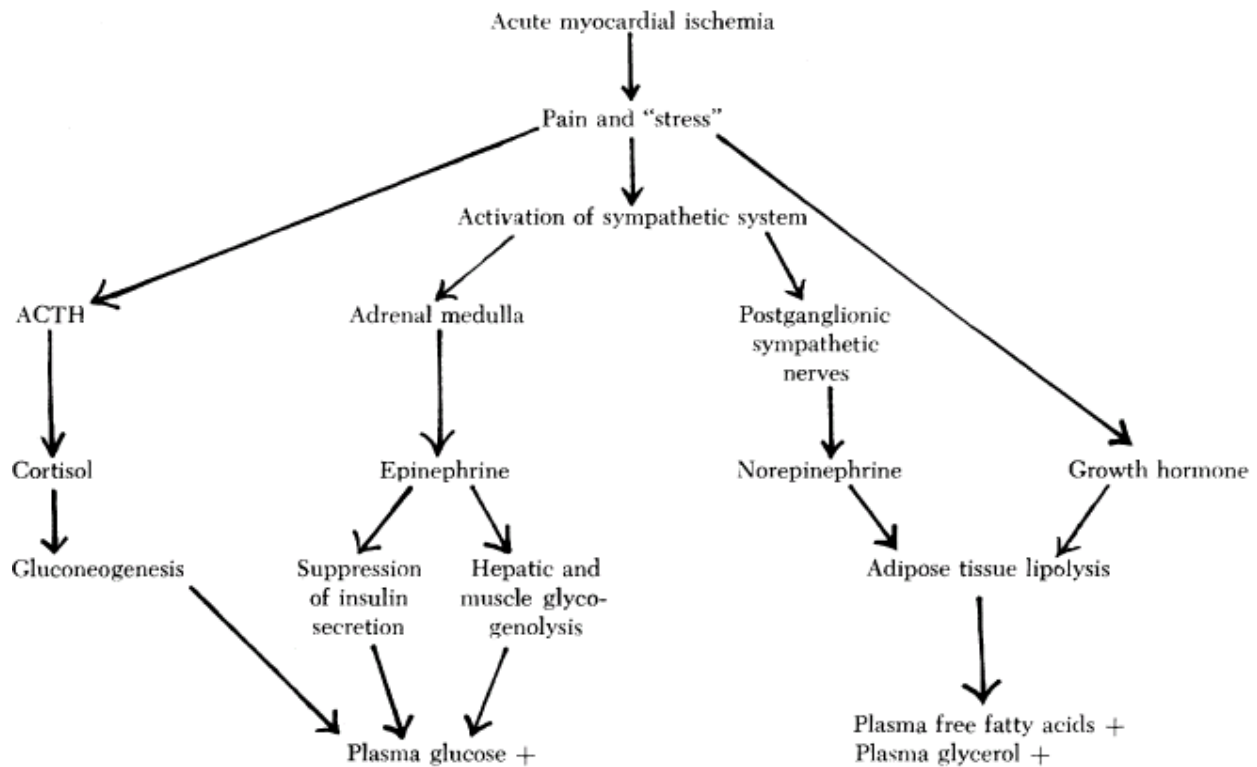 Acute myocardial ischemia
Pain and “stress”
Activation of sympathetic system
ACTH
Adrenal medulla
Postganglionic
sympathetic
nerves
Cortisol
Epinephrine
Norepinephrine
Growth hormone
Gluconeogenesis
Suppression
of insulin
secretion
Hepatic and
muscle glyco-
genolysis
Adipose tissue lipolysis
Plasma glucose +
Plasma free fatty acids +
Plasma glycerol +